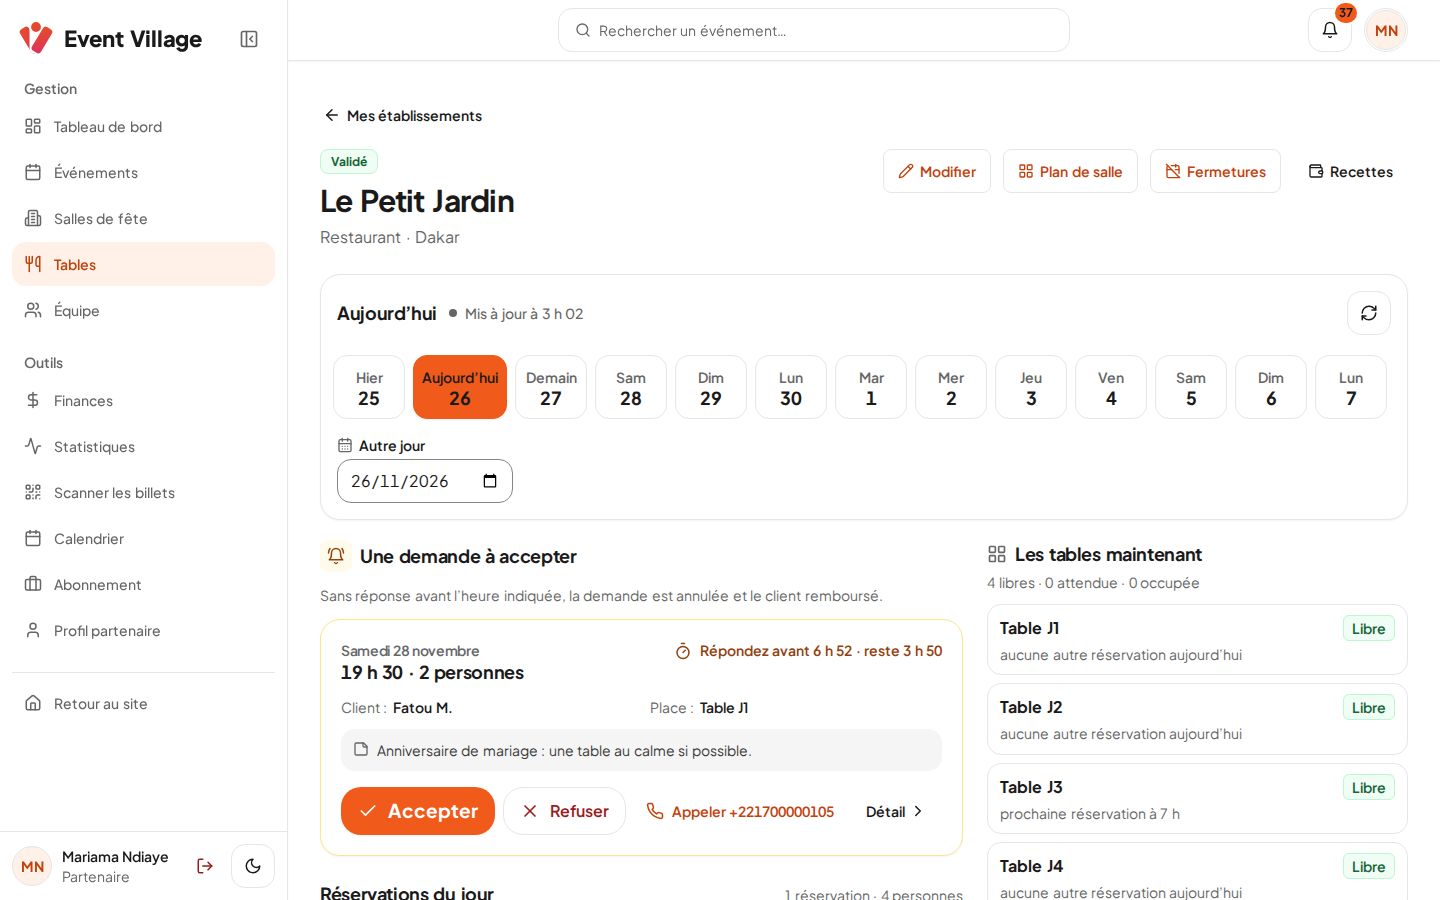 Event Village
Gestion
Tableau de bord
Événements
Salles de fête
Tables
Équipe
Outils
Finances
Statistiques
Scanner les billets
Calendrier
Abonnement
Profil partenaire
Retour au site
MN
Mariama Ndiaye
Partenaire
Rechercher un événement…
37
MN
Mes établissements
Validé
Le Petit Jardin
Restaurant · Dakar
Modifier
Plan de salle
Fermetures
Recettes
Aujourd’hui
Mis à jour à 3 h 02
Hier
25
Aujourd’hui
26
Demain
27
Sam
28
Dim
29
Lun
30
Mar
1
Mer
2
Jeu
3
Ven
4
Sam
5
Dim
6
Lun
7
Autre jour
26/11/2026
Une demande à accepter
Sans réponse avant l’heure indiquée, la demande est annulée et le client remboursé.
Samedi 28 novembre
19 h 30 · 2 personnes
Répondez avant 6 h 52 · reste 3 h 50
Client : Fatou M.
Place : Table J1
Anniversaire de mariage : une table au calme si possible.
Accepter
Refuser
Appeler +221700000105
Détail
Réservations du jour
1 réservation · 4 personnes
Les tables maintenant
4 libres · 0 attendue · 0 occupée
Table J1
Libre
aucune autre réservation aujourd’hui
Table J2
Libre
aucune autre réservation aujourd’hui
Table J3
Libre
prochaine réservation à 7 h
Table J4
Libre
aucune autre réservation aujourd’hui